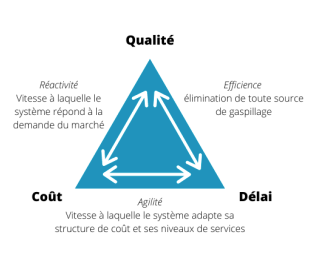 Qualité
Réactivité
Vitesse à laquelle le
système répond à la
demande du marché
Efficience
élimination de toute source
de gaspillage
Coût
Délai
Agilité
Vitesse à laquelle le système adapte sa
structure de coût et ses niveaux de services